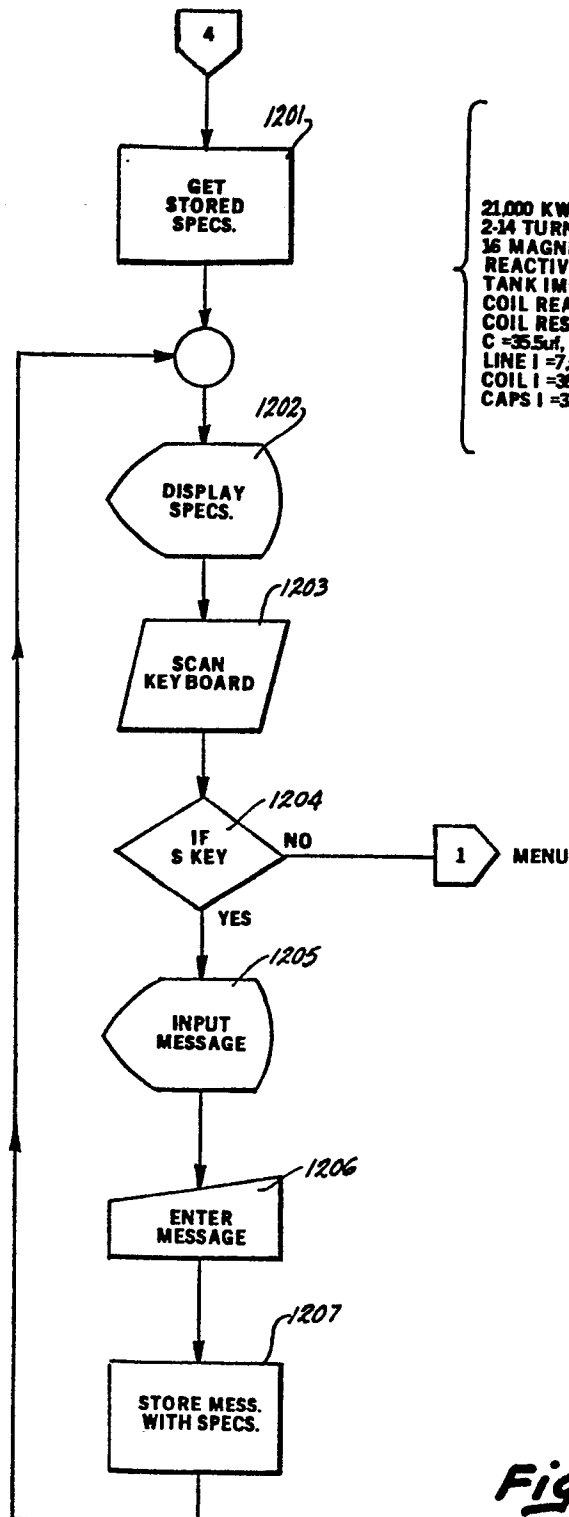 4
1201
GET
STORED
SPECS.
21,000 KW
2-14 TURN
16 MAGN
REACTIV
TANK IM
COIL REA
COIL RES
C =35.5uf,
LINE I =7,
COIL I =36
CAPS I =3
1202
DISPLAY
SPECS.
1203
SCAN
KEYBOARD
1204
IF
S KEY
NO
1
MENU
YES
1205
INPUT
MESSAGE
1206
ENTER
MESSAGE
1207
STORE MESS.
WITH SPECS.
Fig